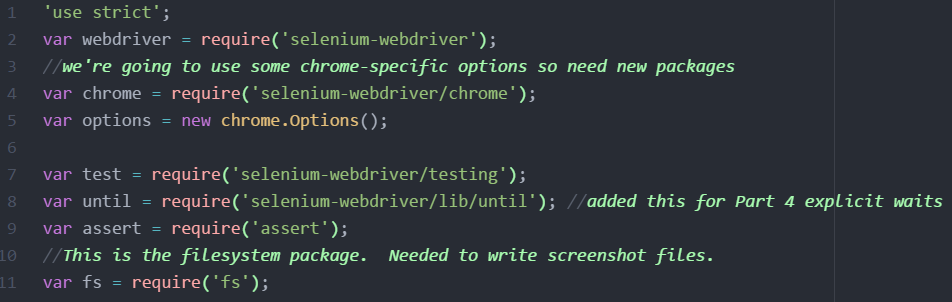 1 'use strict';
2 var webdriver = require('selenium-webdriver');
3 //we're going to use some chrome-specific options so need new packages
4 var chrome = require('selenium-webdriver/chrome');
5 var options = new chrome.Options();
6
7 var test = require('selenium-webdriver/testing');
8 var until = require('selenium-webdriver/lib/until'); //added this for Part 4 explicit waits
9 var assert = require('assert');
10 //This is the filesystem package.  Needed to write screenshot files.
11 var fs = require('fs');